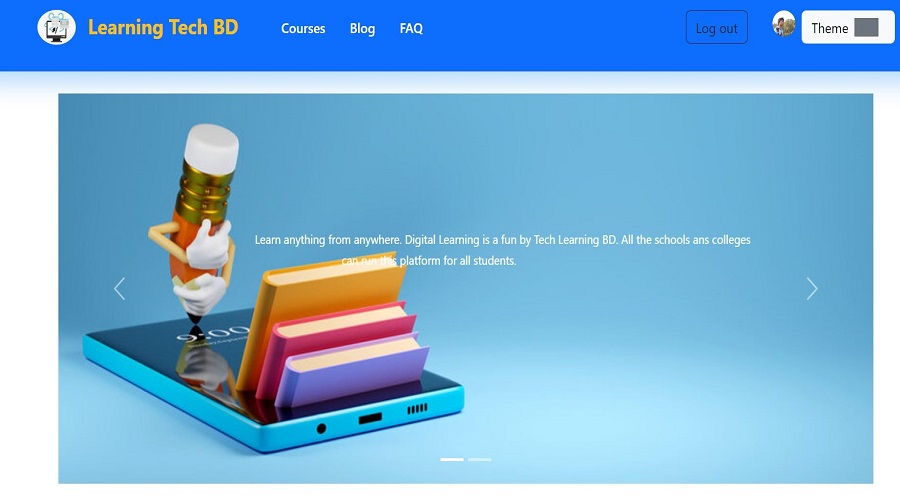 Learning Tech BD
Courses Blog FAQ
Log out
Theme
Learn anything from anywhere. Digital Learning is a fun by Tech Learning BD. All the schools ans colleges
can run this platform for all students.
9:00